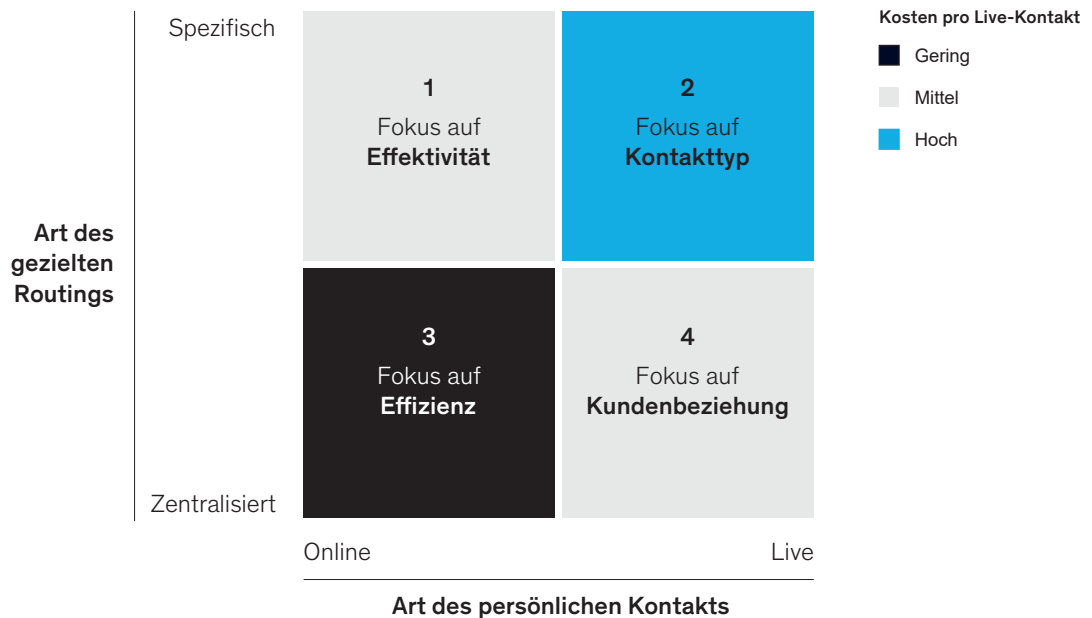 Spezifisch
Kosten pro Live-Kontakt
Gering
Mittel
Hoch
1
Fokus auf
Effektivität
2
Fokus auf
Kontakttyp
Art des
gezielten
Routings
3
Fokus auf
Effizienz
4
Fokus auf
Kundenbeziehung
Zentralisiert
Online
Live
Art des persönlichen Kontakts